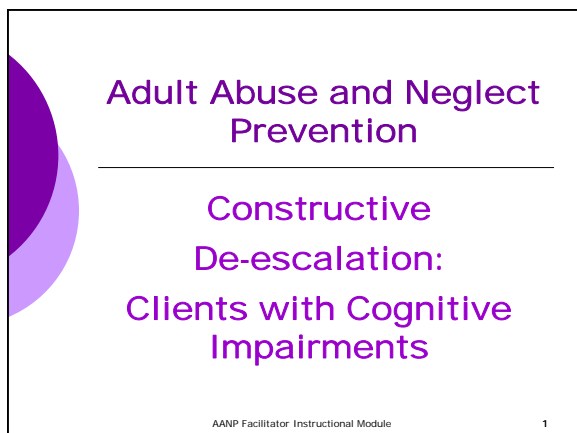 Adult Abuse and Neglect
Prevention
Constructive
De-escalation:
Clients with Cognitive
Impairments
AANP Facilitator Instructional Module
1